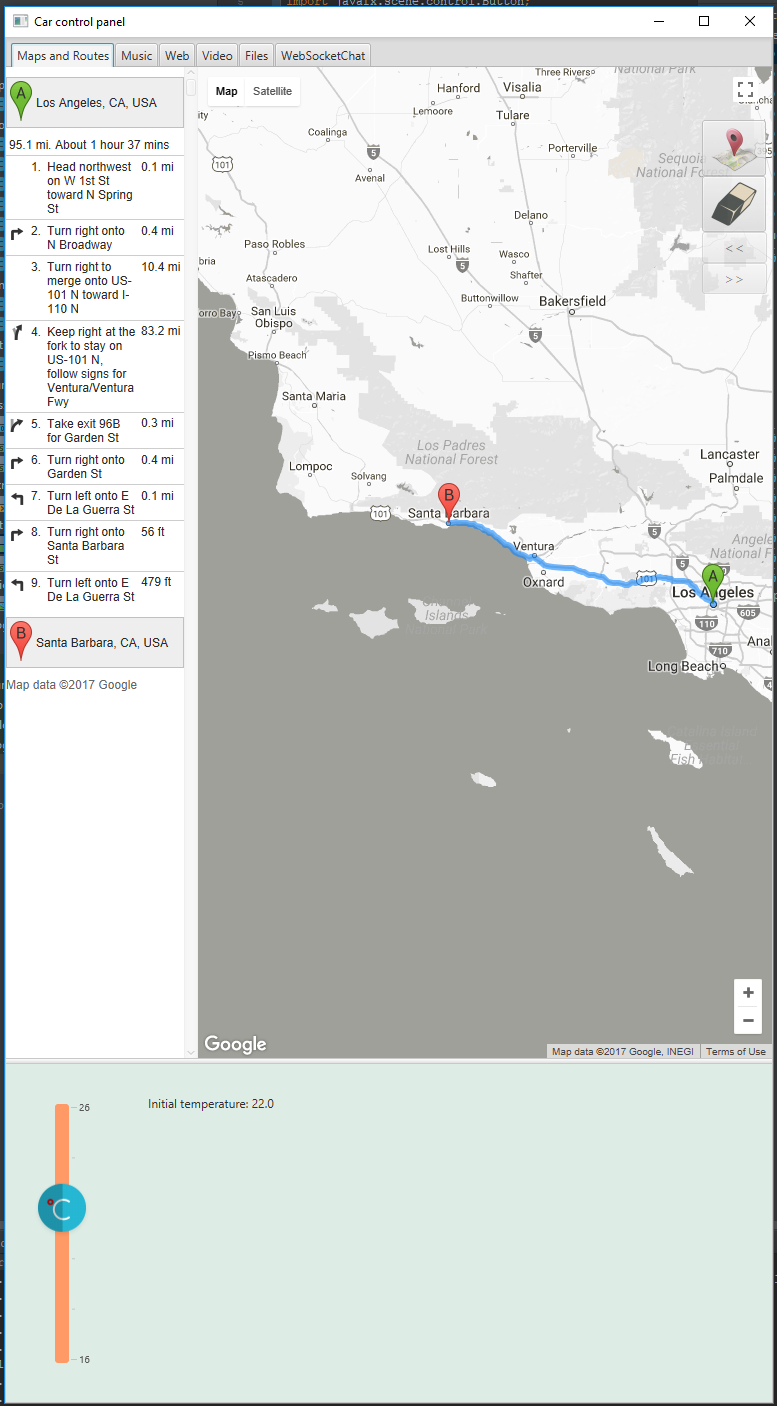 import javafx.scene.control.Button;
Car control panel
Maps and Routes Music Web Video Files WebSocketChat
A Los Angeles, CA, USA
95.1 mi. About 1 hour 37 mins
1. Head northwest 0.1 mi
on W 1st St
toward N Spring
St
2. Turn right onto 0.4 mi
N Broadway
3. Turn right to 10.4 mi
merge onto US-
101 N toward I-
110 N
4. Keep right at the 83.2 mi
fork to stay on
US-101 N,
follow signs for
Ventura/Ventura
Fwy
5. Take exit 96B 0.3 mi
for Garden St
6. Turn right onto 0.4 mi
Garden St
7. Turn left onto E 0.1 mi
De La Guerra St
8. Turn right onto 56 ft
Santa Barbara
St
9. Turn left onto E 479 ft
De La Guerra St
B Santa Barbara, CA, USA
Map data ©2017 Google
Map Satellite
Three Rivers
National Park
Hanford
Visalia
Lemoore
Tulare
Coalinga
5
Porterville
101
Avenal
Sequoia
National Forest
Delano
<<
Paso Robles
Lost Hills
Wasco
5
>>
Atascadero
Shafter
Buttonwillow
Bakersfield
orro Bay
San Luis
Obispo
5
Pismo Beach
Santa Maria
Los Padres
National Forest
Lancaster
Lompoc
Solvang
Palmdale
B
101
Santa Barbara
5
Ventura
Angeles
National F
5
Oxnard
101
A
Los Angeles
Islands
110
605
710
Anal
Long Beach
Fish
+
−
Google
Map data ©2017 Google, INEGI Terms of Use
26
Initial temperature: 22.0
°C
16